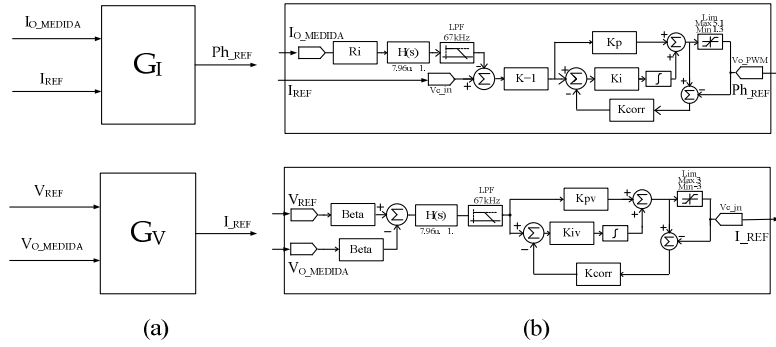 I_O_MEDIDA
I_REF
G_I
Ph_REF
I_O_MEDIDA
Ri
H(s)
7.96u. 1.
LPF
67kHz
I_REF
Vc_in
+
−
Σ
K−1
+
−
Σ
Kp
Ki
∫
Kcorr
+
+
Σ
+
−
Σ
Lim
Max 5.1
Min 1.3
Vo_PWM
Ph_REF
V_REF
V_O_MEDIDA
G_V
I_REF
V_REF
Beta
V_O_MEDIDA
Beta
+
−
Σ
H(s)
7.96u. 1.
LPF
67kHz
+
−
Σ
Kpv
Kiv
∫
Kcorr
+
+
Σ
+
−
Σ
Lim
Max 3
Min -3
Vc_in
I_REF
(a)
(b)